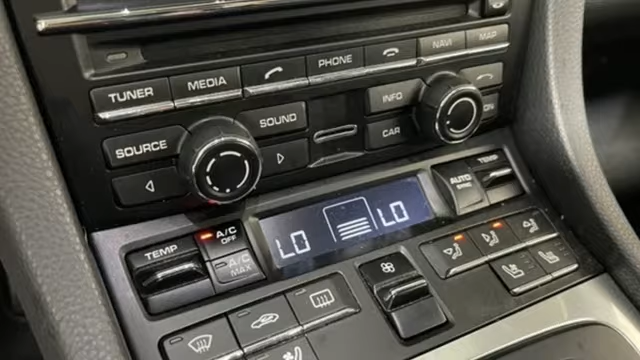 NAVI MAP
TUNER MEDIA PHONE
SOURCE SOUND INFO
CAR
TEMP A/C OFF AUTO SYNC TEMP
A/C MAX
LO LO